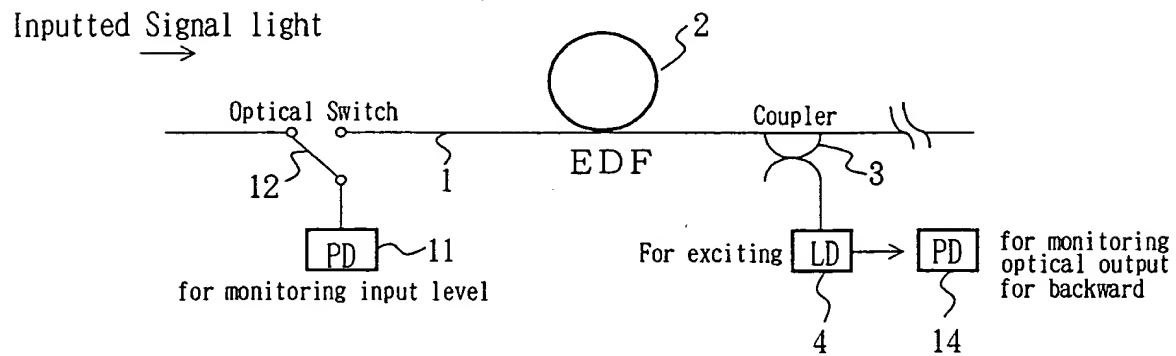 Inputted Signal light
2
Optical Switch
Coupler
12
1
EDF
3
PD
11
for monitoring input level
For exciting
LD
PD
for monitoring
optical output
for backward
4
14